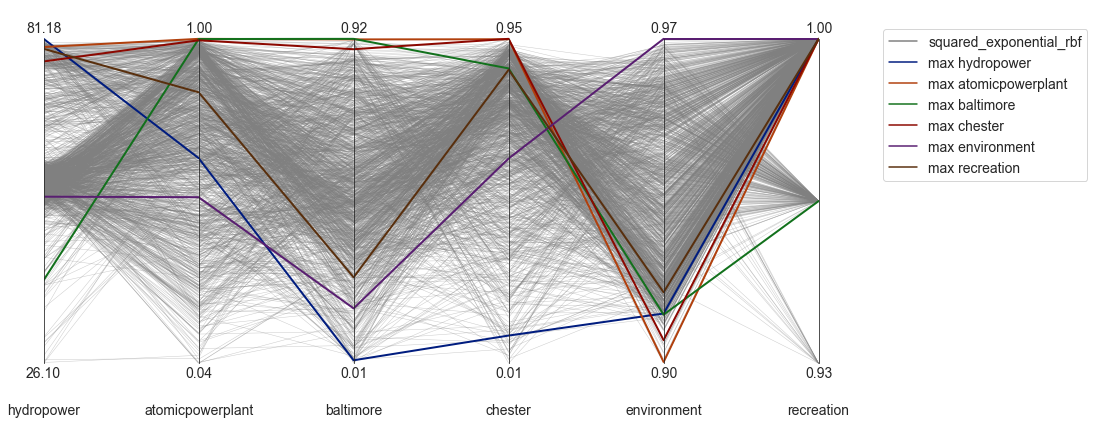 81.18 1.00 0.92 0.95 0.97 1.00
26.10 0.04 0.01 0.01 0.90 0.93
hydropower atomicpowerplant baltimore chester environment recreation
squared_exponential_rbf
max hydropower
max atomicpowerplant
max baltimore
max chester
max environment
max recreation